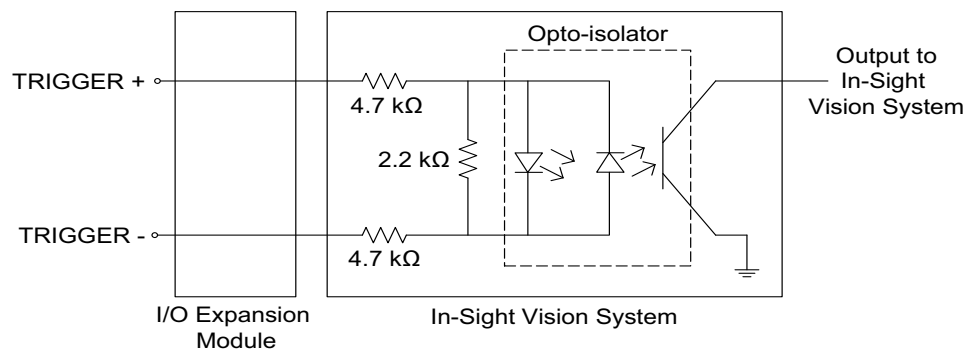 Opto-isolator
Output to
In-Sight
Vision System
TRIGGER +
4.7 kΩ
2.2 kΩ
TRIGGER -
4.7 kΩ
I/O Expansion
Module
In-Sight Vision System